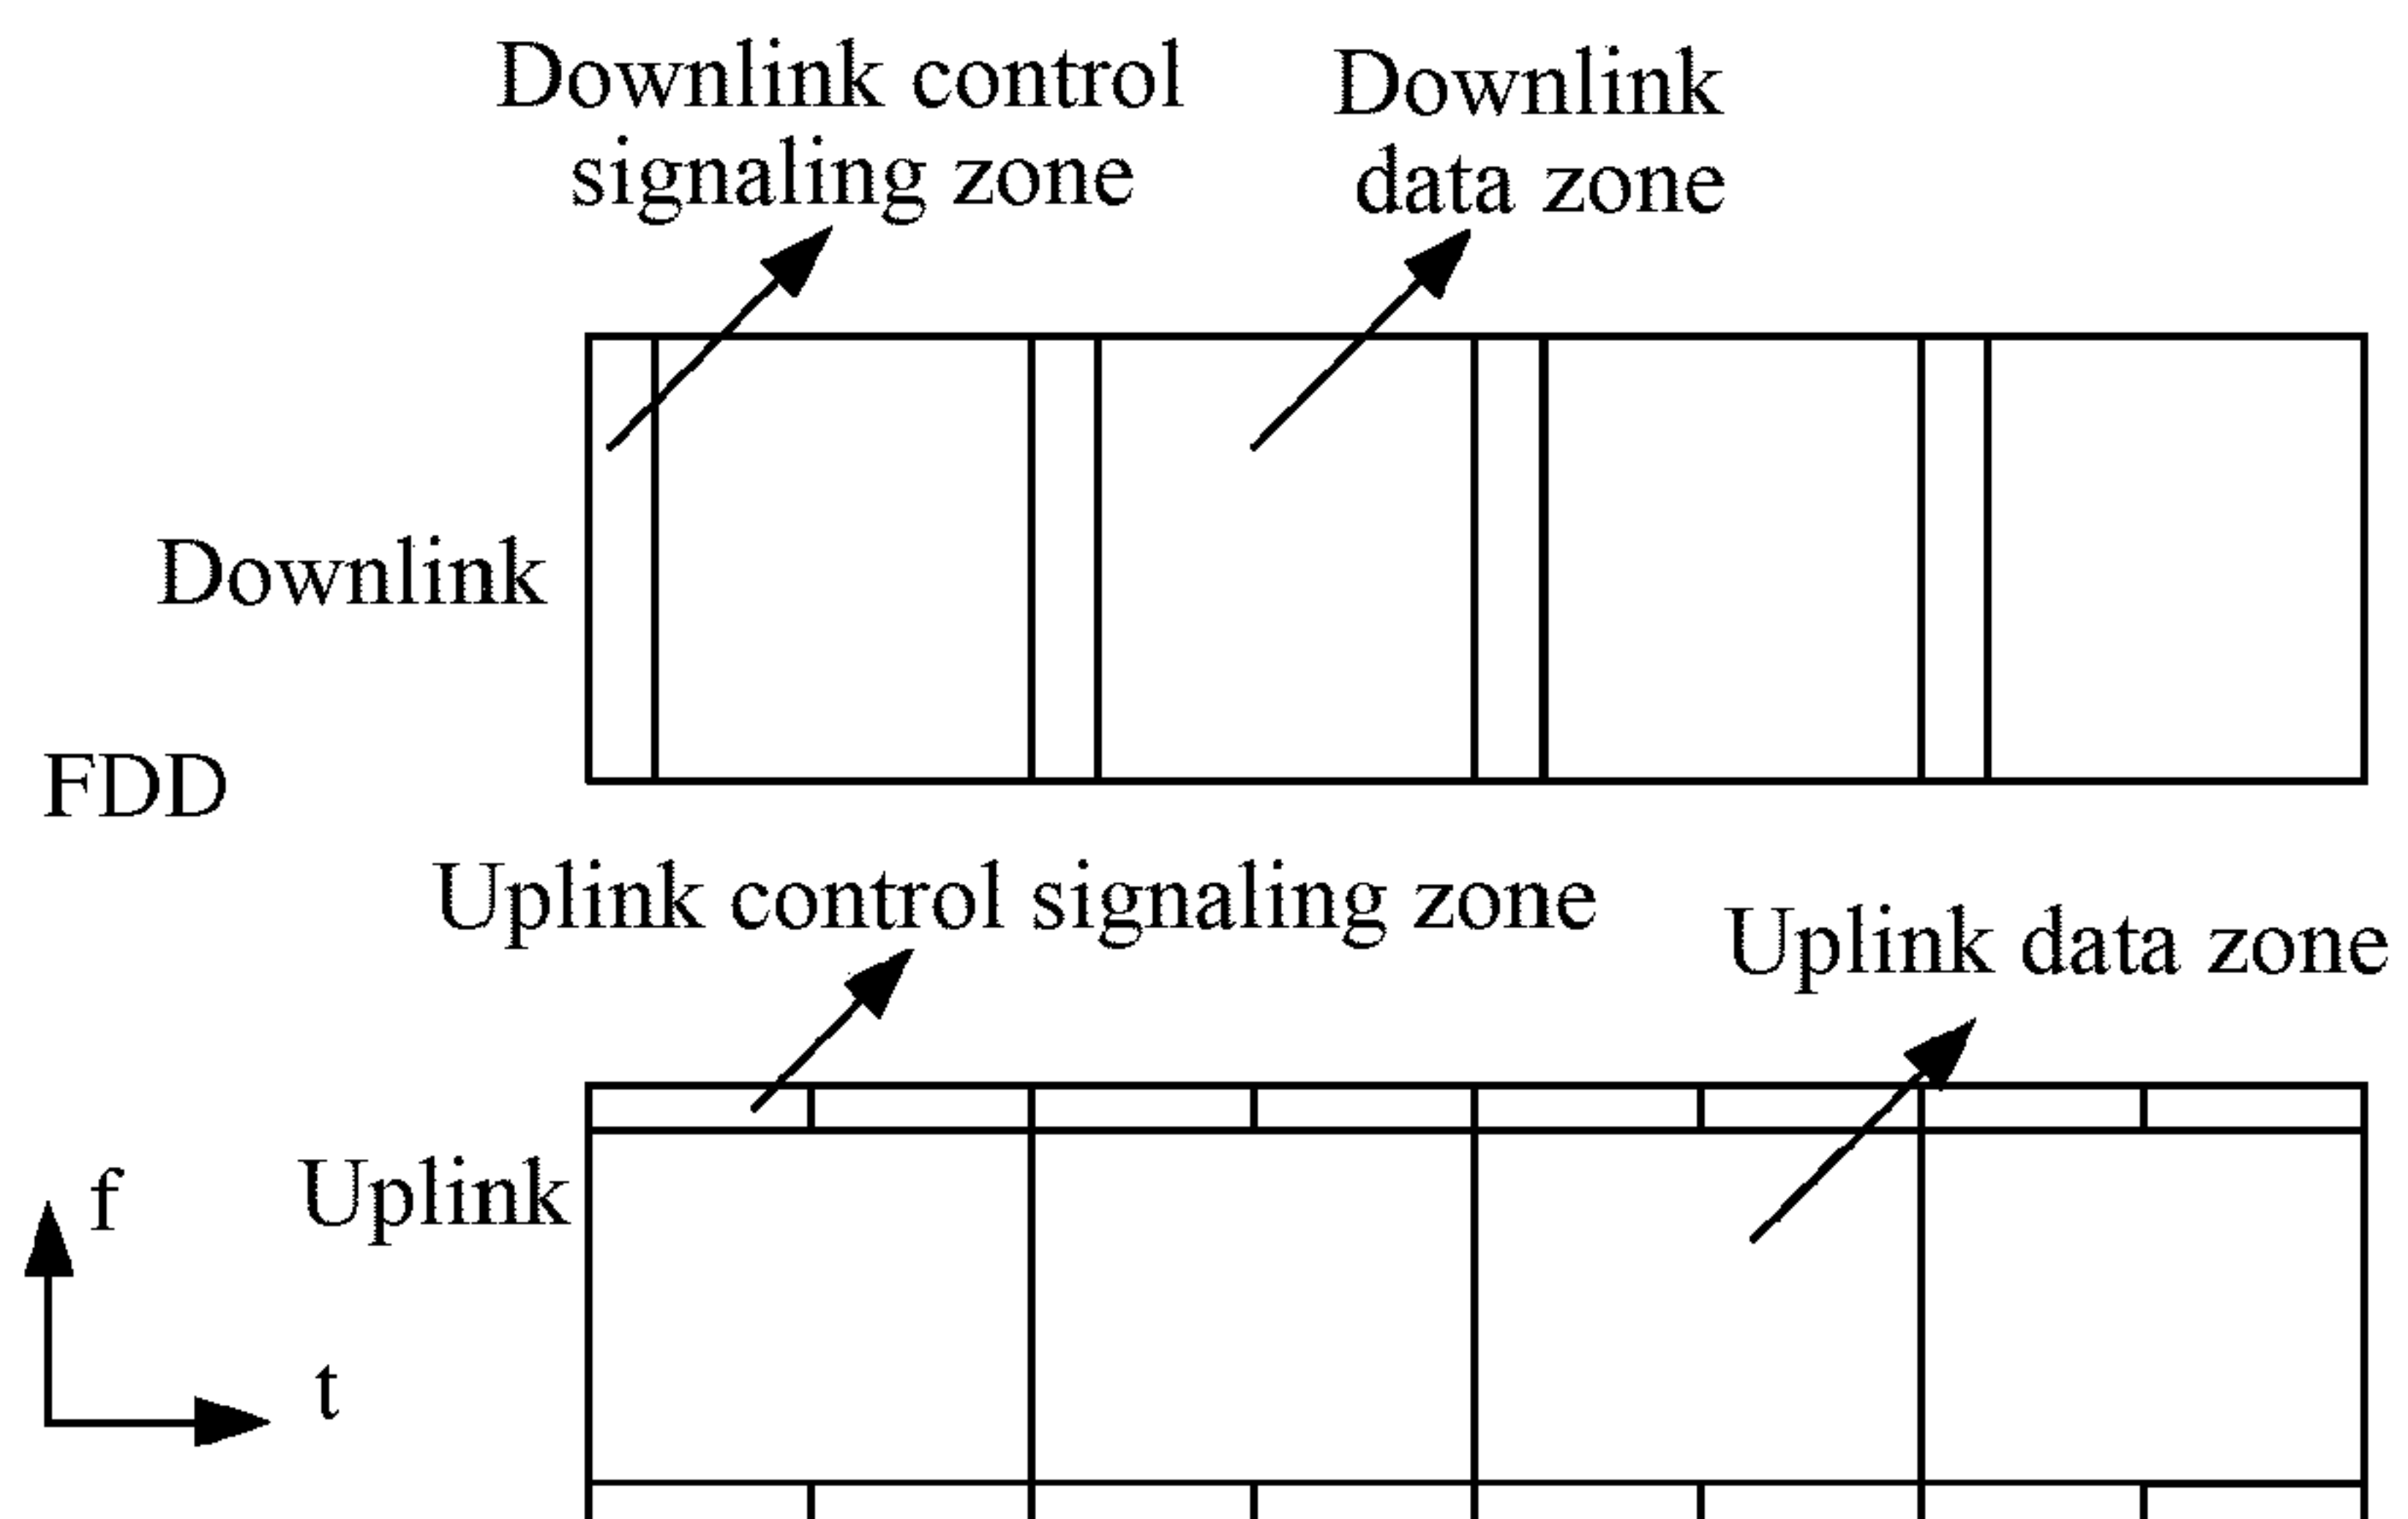 Downlink control
signaling zone
Downlink
data zone
Downlink
FDD
Uplink control signaling zone
Uplink data zone
Uplink
f
t